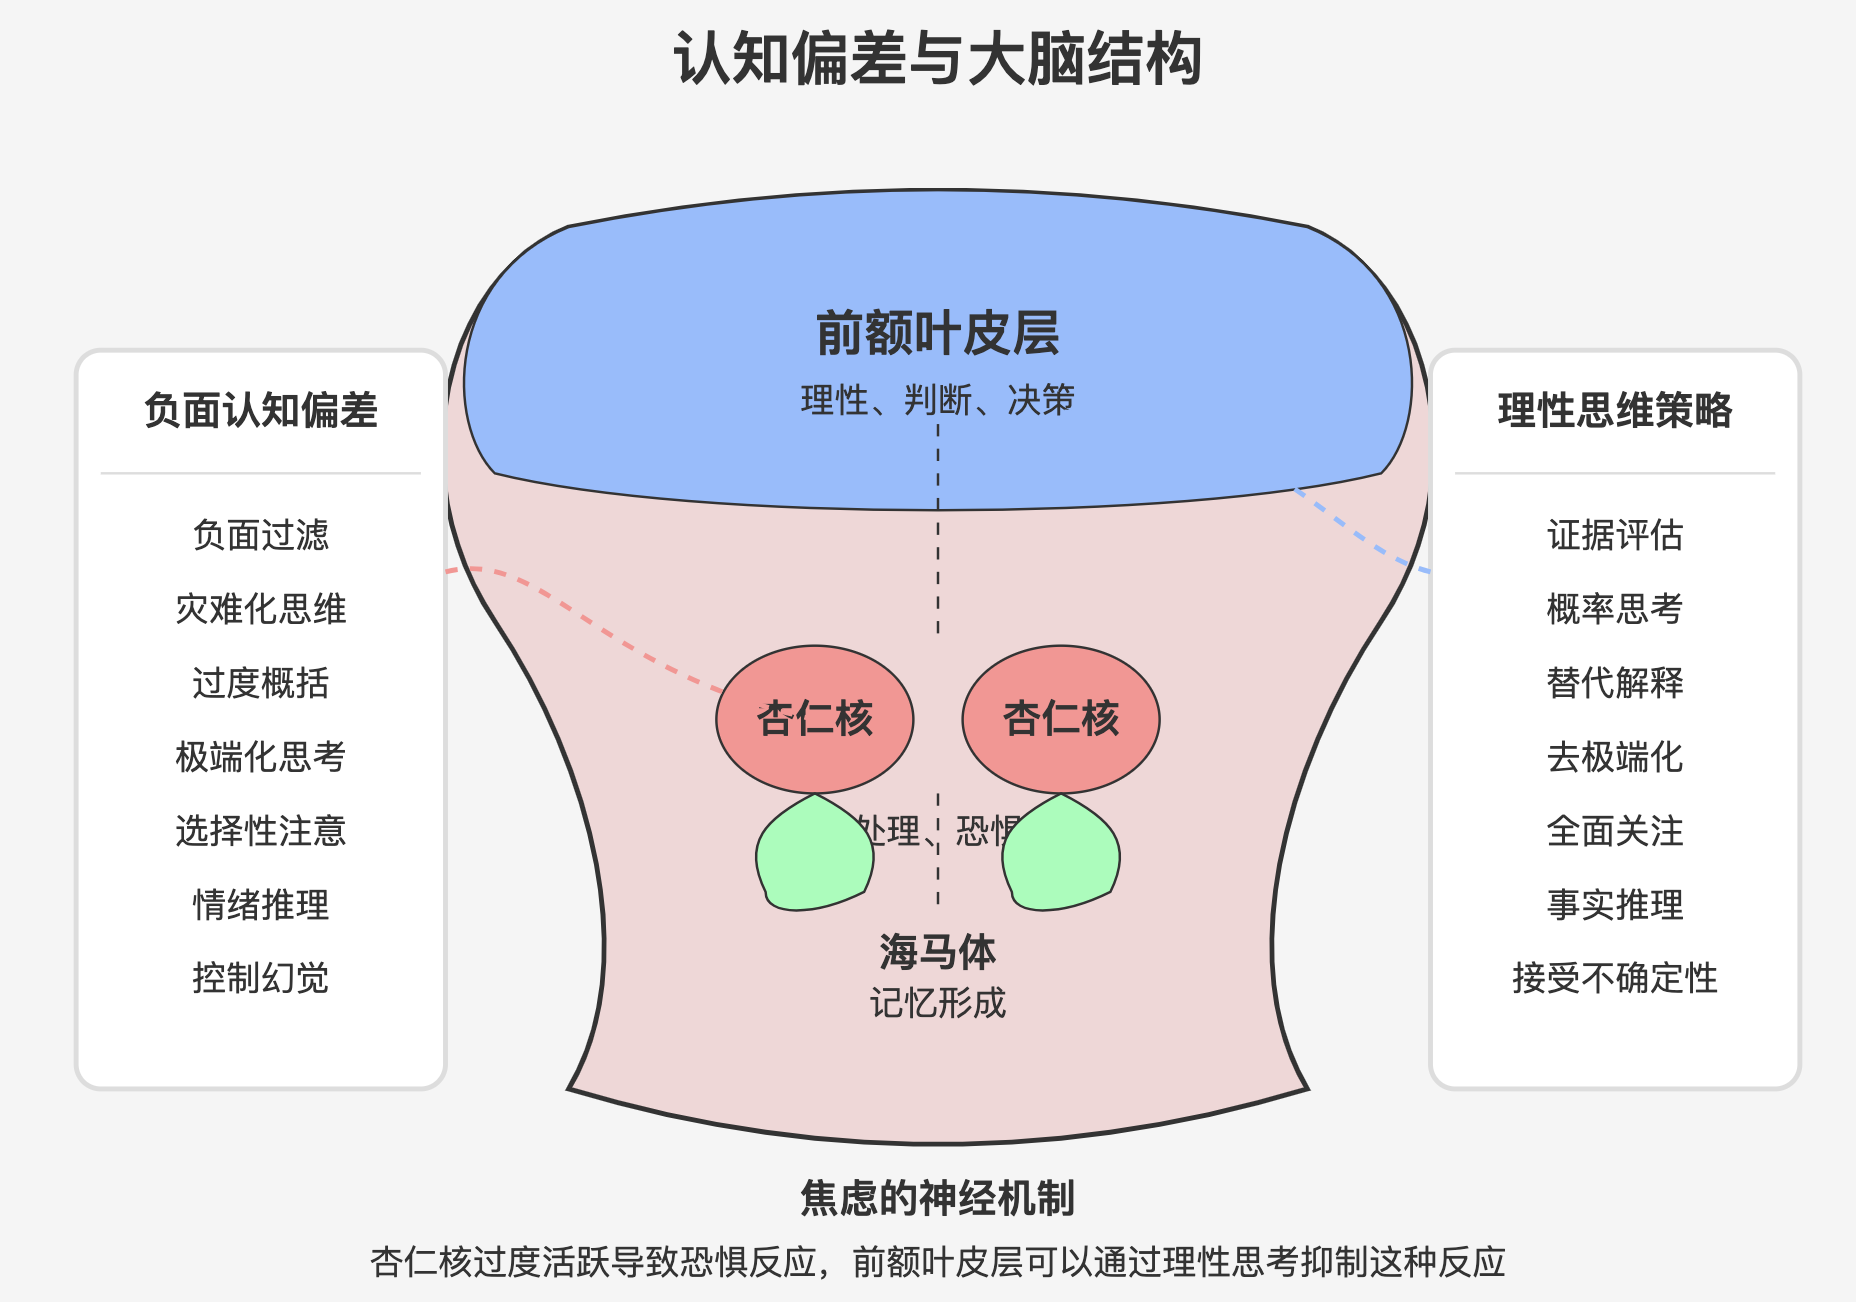 认知偏差与大脑结构
前额叶皮层
理性、判断、决策
负面认知偏差
负面过滤
灾难化思维
过度概括
极端化思考
选择性注意
情绪推理
控制幻觉
杏仁核
杏仁核
处理、恐惧
海马体
记忆形成
理性思维策略
证据评估
概率思考
替代解释
去极端化
全面关注
事实推理
接受不确定性
焦虑的神经机制
杏仁核过度活跃导致恐惧反应，前额叶皮层可以通过理性思考抑制这种反应